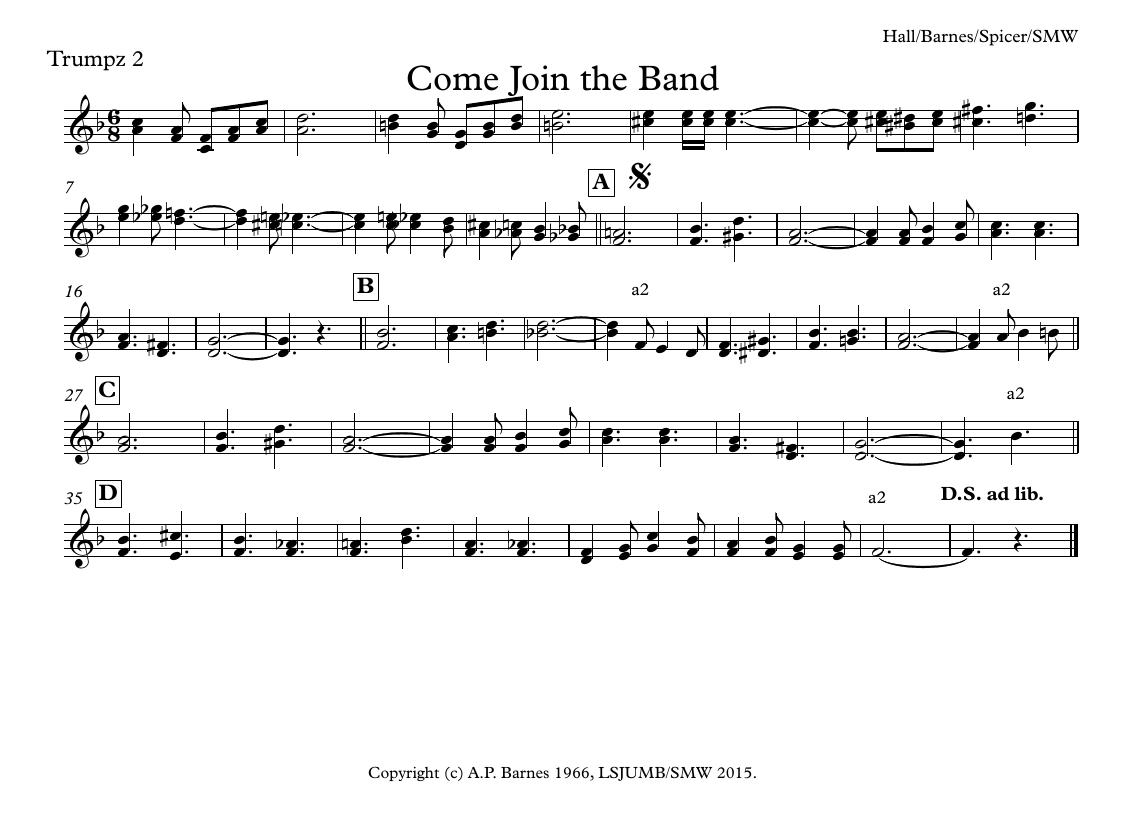 Hall/Barnes/Spicer/SMW
Trumpz 2
Come Join the Band
6
8
7
A
16
B
a2
a2
27
C
a2
35
D
a2
D.S. ad lib.
Copyright (c) A.P. Barnes 1966, LSJUMB/SMW 2015.